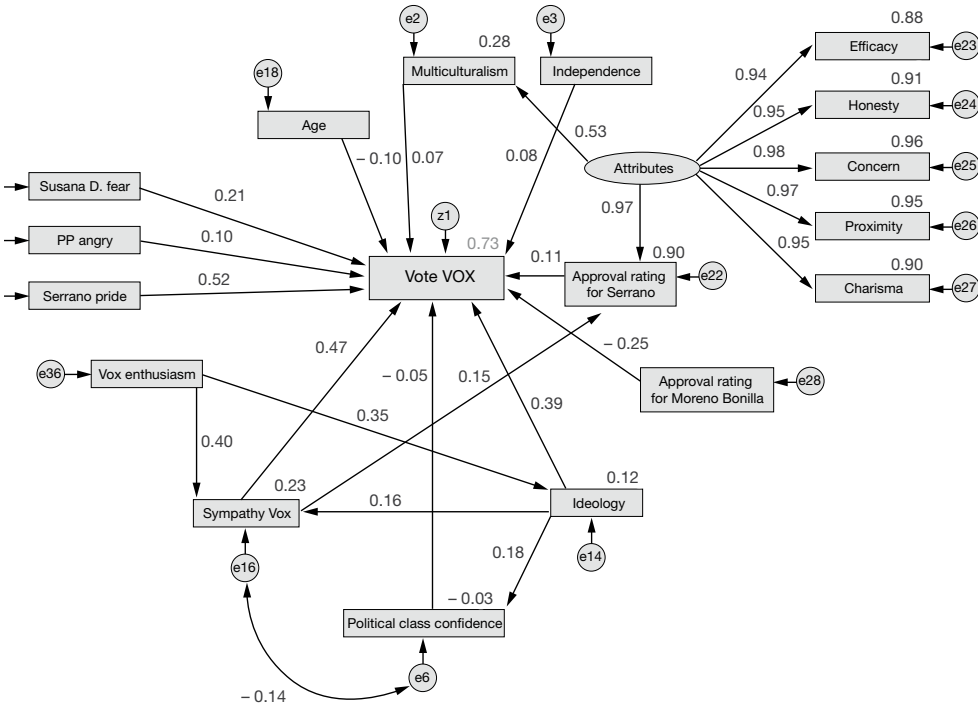 e2
e3
0.88
0.28
Efficacy
e23
e18
Multiculturalism
Independence
0.94
0.91
0.95
Honesty
e24
Age
0.53
0.96
– 0.10
0.07
0.08
Attributes
0.98
Concern
e25
Susana D. fear
0.21
0.97
0.95
z1
0.97
Proximity
e26
PP angry
0.10
0.73
0.95
0.90
0.90
Vote VOX
0.11
Approval rating
for Serrano
e22
Charisma
e27
Serrano pride
0.52
0.47
– 0.25
e36
Vox enthusiasm
– 0.05
0.15
Approval rating
for Moreno Bonilla
e28
0.35
0.39
0.40
0.23
0.12
Sympathy Vox
0.16
Ideology
e16
0.18
e14
– 0.03
Political class confidence
e6
– 0.14